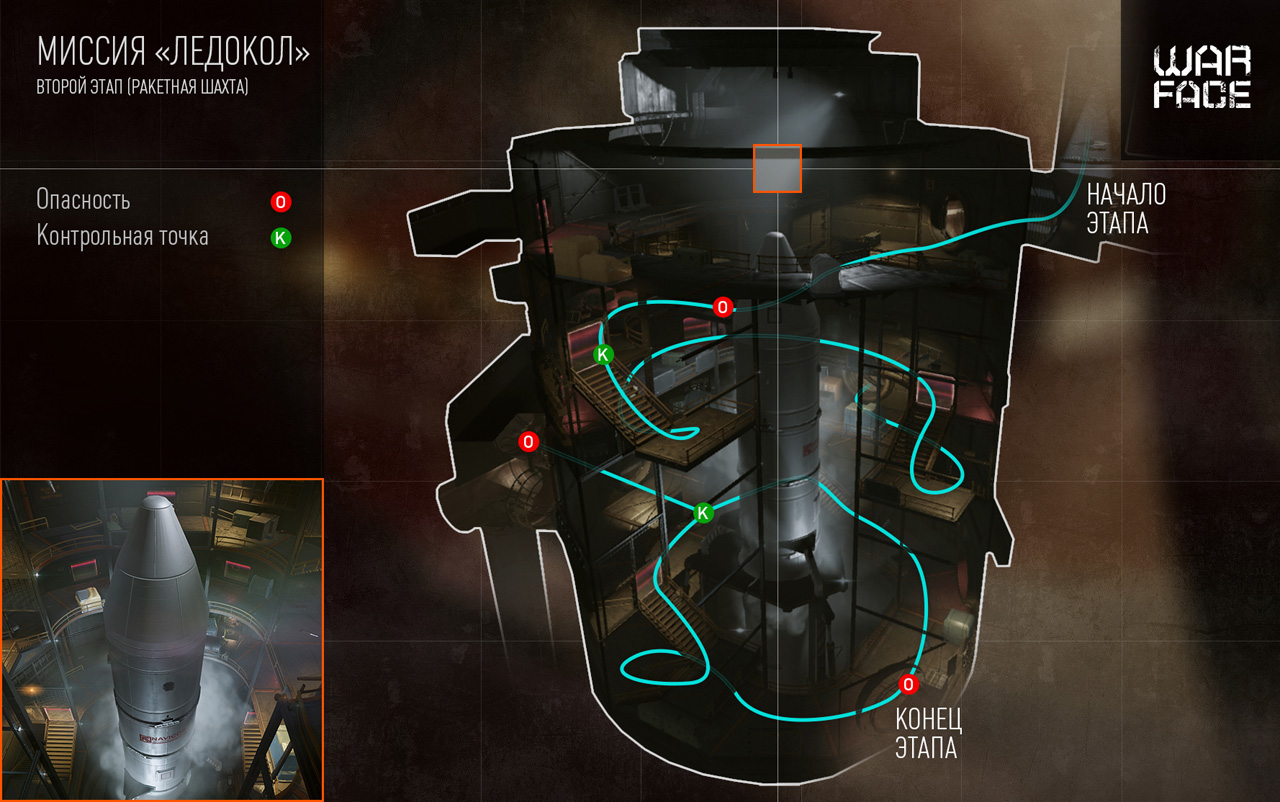 МИССИЯ «ЛЕДОКОЛ»
ВТОРОЙ ЭТАП (РАКЕТНАЯ ШАХТА)
WAR
FACE
Опасность О
Контрольная точка К
НАЧАЛО
ЭТАПА
О
К
О
К
О
КОНЕЦ
ЭТАПА